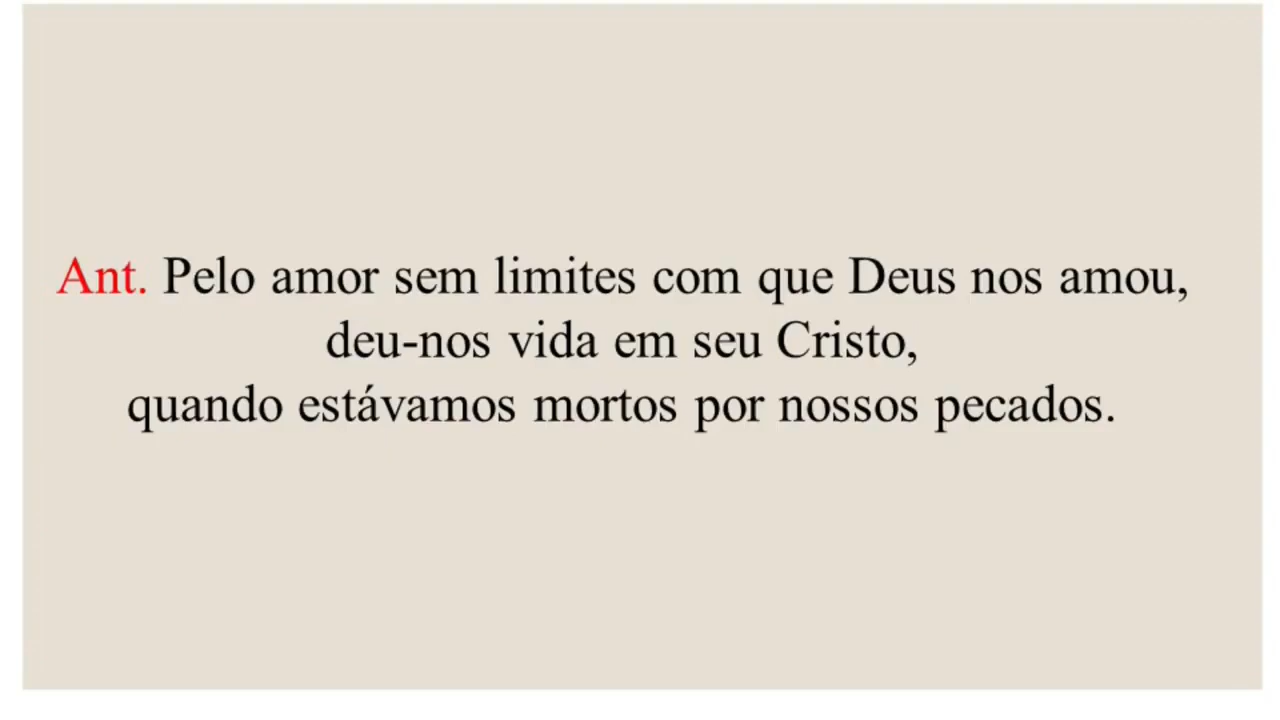 Ant. Pelo amor sem limites com que Deus nos amou,
deu-nos vida em seu Cristo,
quando estávamos mortos por nossos pecados.